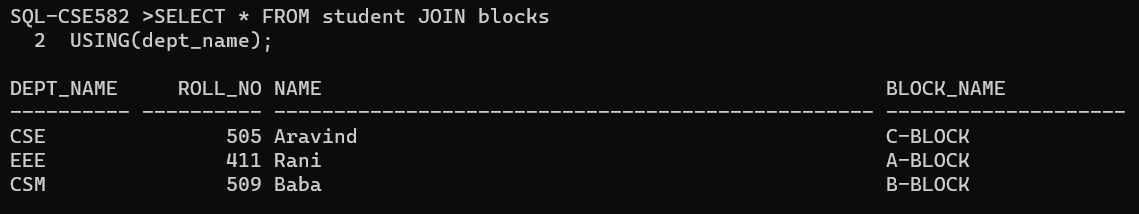 SQL-CSE582 >SELECT * FROM student JOIN blocks
  2  USING(dept_name);

DEPT_NAME     ROLL_NO NAME                                               BLOCK_NAME
---------- ---------- -------------------------------------------------- ----------------------
CSE               505 Aravind                                            C-BLOCK
EEE               411 Rani                                               A-BLOCK
CSM               509 Baba                                               B-BLOCK